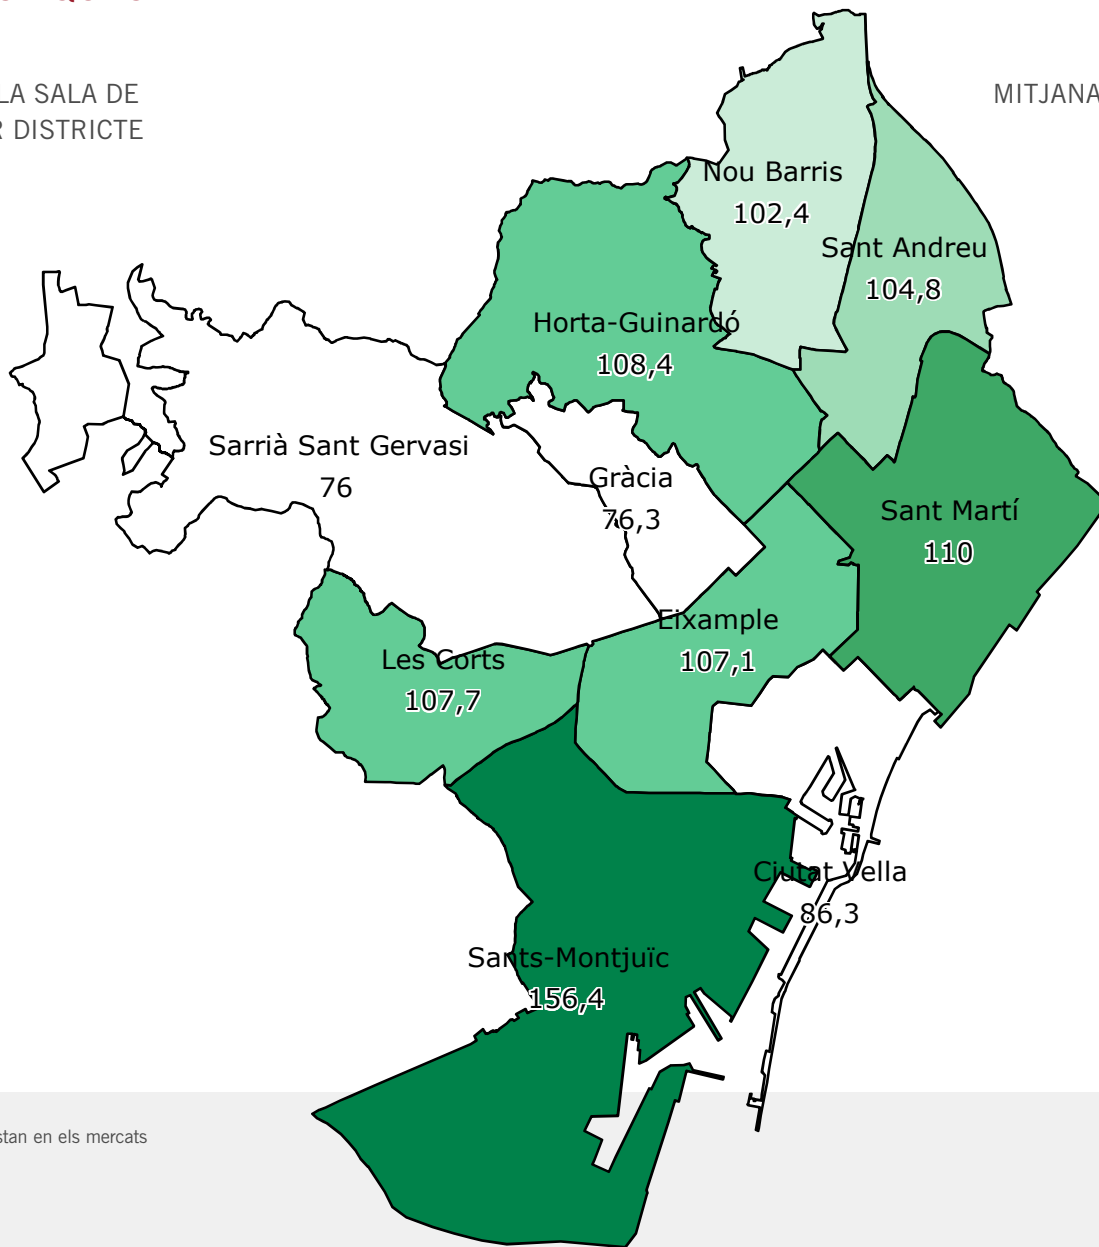 LA SALA DE
DISTRICTE
MITJANA
Nou Barris
102,4
Sant Andreu
104,8
Horta-Guinardó
108,4
Sarrià Sant Gervasi
76
Gràcia
76,3
Sant Martí
110
Eixample
107,1
Les Corts
107,7
Ciutat Vella
86,3
Sants-Montjuïc
156,4
stan en els mercats